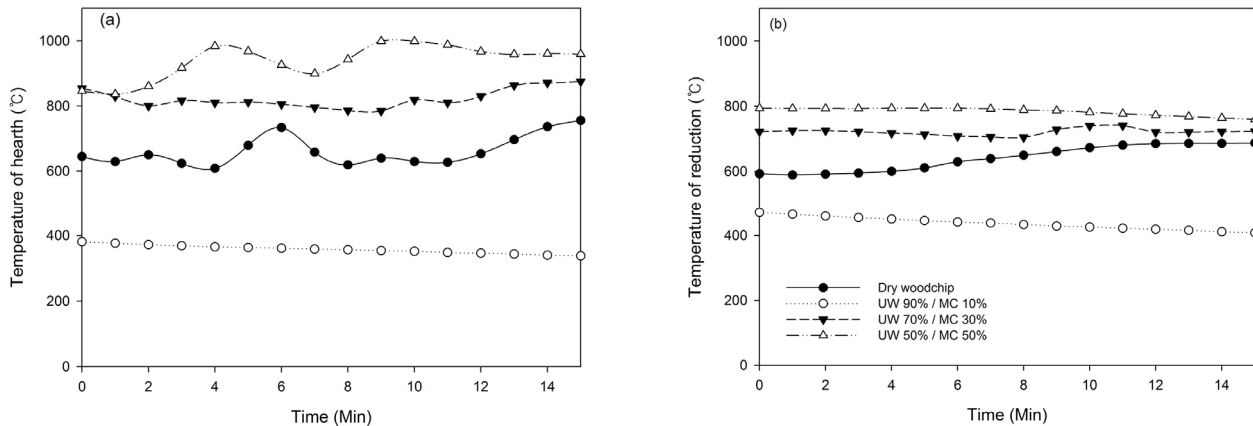 (a)
1000
800
600
400
200
0
Temperature of hearth (℃)
0 2 4 6 8 10 12 14
Time (Min)
(b)
1000
800
600
400
200
0
Temperature of reduction (℃)
Dry woodchip
UW 90% / MC 10%
UW 70% / MC 30%
UW 50% / MC 50%
0 2 4 6 8 10 12 14
Time (Min)